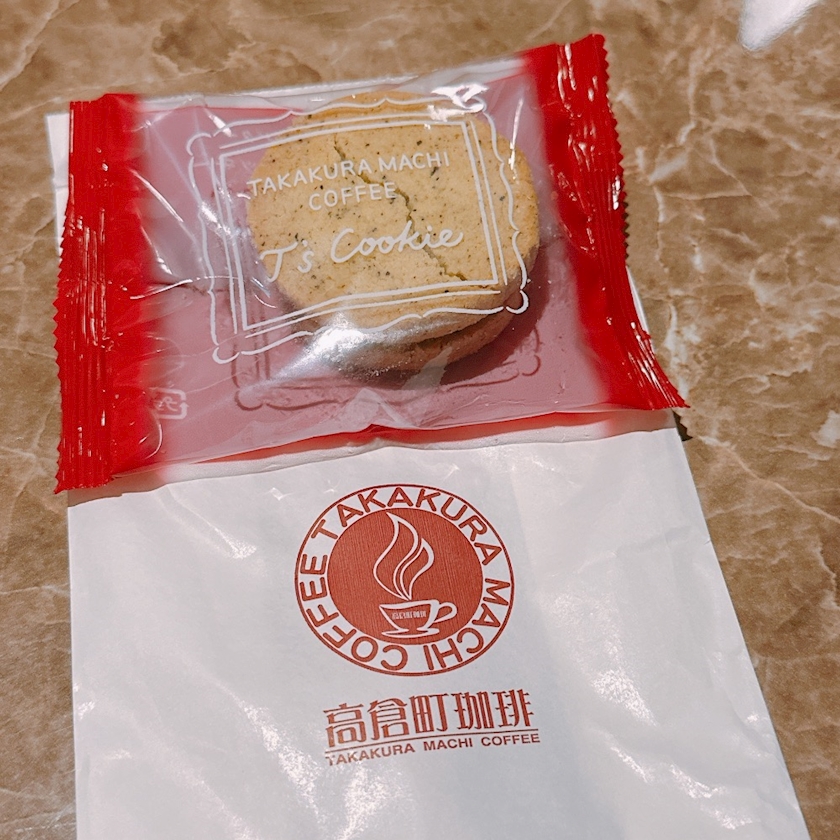 TAKAKURA MACHI
COFFEE
T's Cookie
TAKAKURA MACHI COFFEE
高倉町珈琲
TAKAKURA MACHI COFFEE